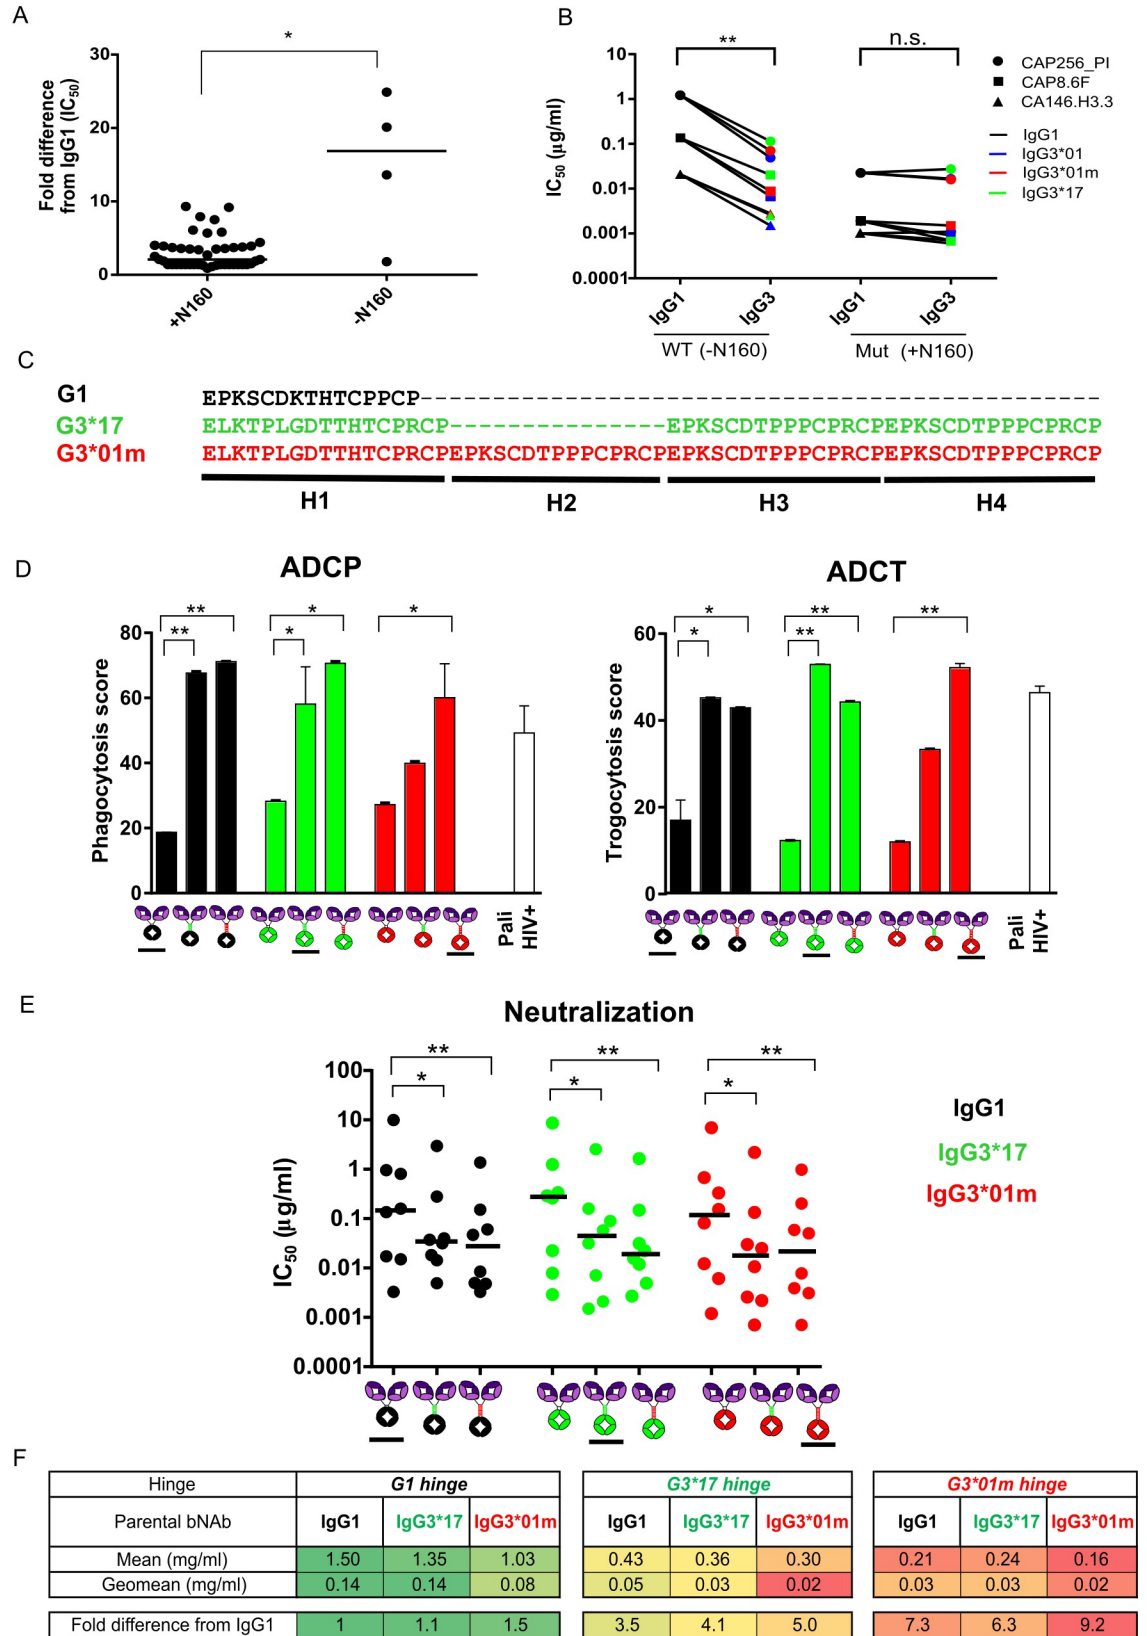 A
Fold difference
from IgG1 (IC50)
30
20
10
0
*
+N160
-N160
B
IC50 (µg/ml)
10
1
0.1
0.01
0.001
0.0001
**
n.s.
IgG1
IgG3
IgG1
IgG3
WT (-N160)
Mut (+N160)
CAP256_PI
CAP8.6F
CA146.H3.3
IgG1
IgG3*01
IgG3*01m
IgG3*17
C
G1 EPKSCDKTHTCPPCP
G3*17 ELKTPLGDTTHTCPRCP---------------EPKSCDTPPPCPRCPEPKSCDTPPPCPRCP
G3*01m ELKTPLGDTTHTCPRCPEPKSCDTPPPCPRCPEPKSCDTPPPCPRCPEPKSCDTPPPCPRCP
H1 H2 H3 H4
D
ADCP
Phagocytosis score
80
60
40
20
0
** ** * * *
Pali
HIV+
ADCT
Trogocytosis score
60
40
20
0
* * ** ** **
Pali
HIV+
E
Neutralization
IC50 (µg/ml)
100
10
1
0.1
0.01
0.001
0.0001
* ** * ** * **
IgG1
IgG3*17
IgG3*01m
F
Hinge G1 hinge G3*17 hinge G3*01m hinge
Parental bNAb IgG1 IgG3*17 IgG3*01m IgG1 IgG3*17 IgG3*01m IgG1 IgG3*17 IgG3*01m
Mean (mg/ml) 1.50 1.35 1.03 0.43 0.36 0.30 0.21 0.24 0.16
Geomean (mg/ml) 0.14 0.14 0.08 0.05 0.03 0.02 0.03 0.03 0.02
Fold difference from IgG1 1 1.1 1.5 3.5 4.1 5.0 7.3 6.3 9.2